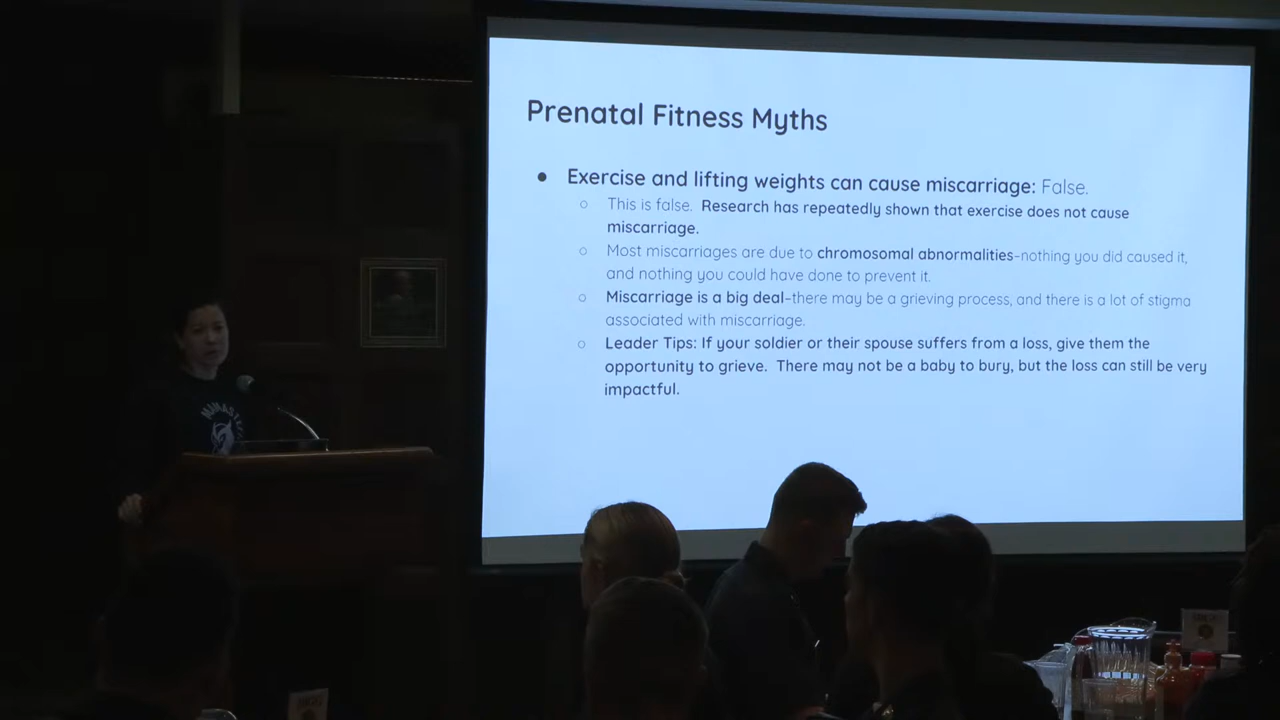 Prenatal Fitness Myths
● Exercise and lifting weights can cause miscarriage: False.
○ This is false. Research has repeatedly shown that exercise does not cause
miscarriage.
○ Most miscarriages are due to chromosomal abnormalities–nothing you did caused it,
and nothing you could have done to prevent it.
○ Miscarriage is a big deal–there may be a grieving process, and there is a lot of stigma
associated with miscarriage.
○ Leader Tips: If your soldier or their spouse suffers from a loss, give them the
opportunity to grieve. There may not be a baby to bury, but the loss can still be very
impactful.